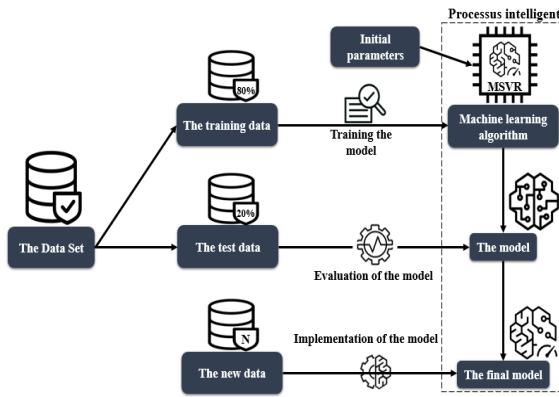 Processus intelligent
Initial
parameters
MSVR
80%
The training data
Training the
model
Machine learning
algorithm
20%
The Data Set
The test data
Evaluation of the model
The model
N
Implementation of the model
The new data
The final model